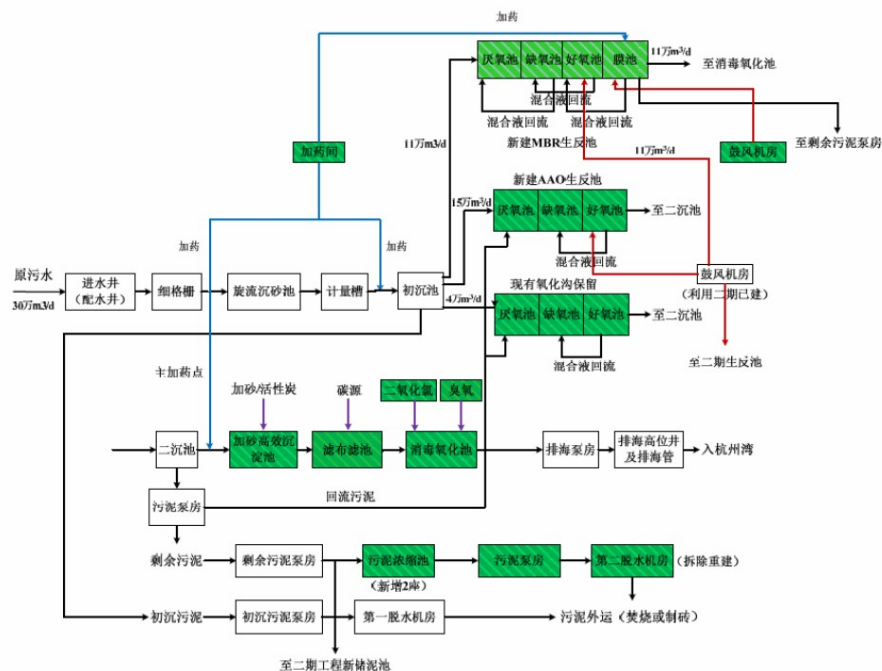 加药
厌氧池
缺氧池
好氧池
膜池
11万m³/d
至消毒氧化池
混合液回流
混合液回流
混合液回流
新建MBR生反池
至剩余污泥泵房
11万m3/d
加药间
11万m³/d
鼓风机房
新建AAO生反池
15万m³/d
厌氧池
缺氧池
好氧池
至二沉池
混合液回流
加药
加药
原污水
30万m3/d
进水井
(配水井)
细格栅
旋流沉砂池
计量槽
初沉池
4万m³/d
现有氧化沟保留
鼓风机房
(利用二期已建)
厌氧池
缺氧池
好氧池
至二沉池
混合液回流
至二期生反池
主加药点
加砂/活性炭
碳源
二氧化氯
臭氧
二沉池
加砂高效沉
淀池
滤布滤池
消毒氧化池
排海泵房
排海高位井
及排海管
入杭州湾
污泥泵房
回流污泥
剩余污泥
剩余污泥泵房
污泥浓缩池
(新增2座)
污泥泵房
第二脱水机房
(拆除重建)
初沉污泥
初沉污泥泵房
第一脱水机房
污泥外运（焚烧或制砖）
至二期工程新储泥池